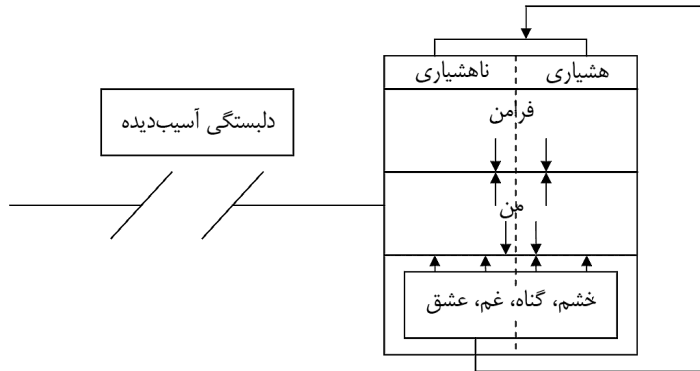 هشیاری
ناهشیاری
فرامن
دلبستگی آسیب‌دیده
من
خشم، گناه، غم، عشق